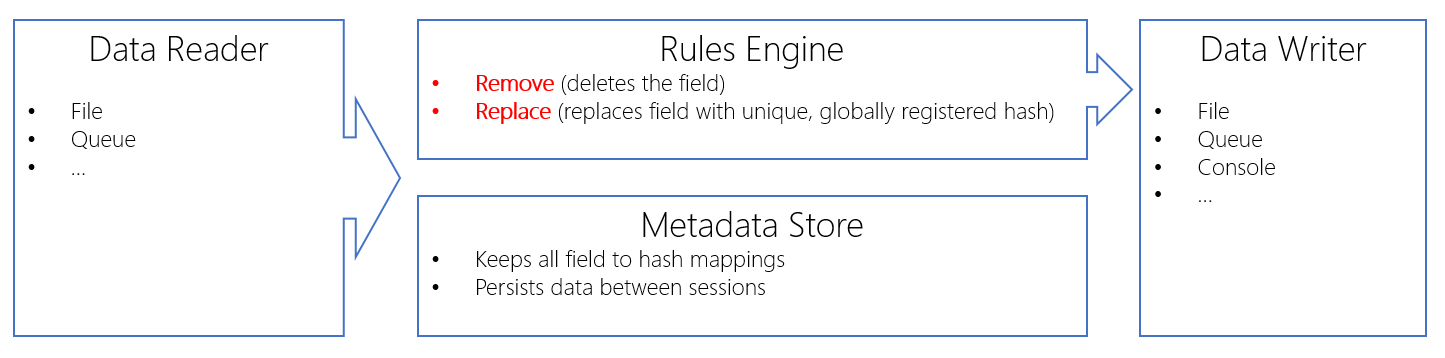 Data Reader
• File
• Queue
• ...
Rules Engine
• Remove (deletes the field)
• Replace (replaces field with unique, globally registered hash)
Metadata Store
• Keeps all field to hash mappings
• Persists data between sessions
Data Writer
• File
• Queue
• Console
• ...